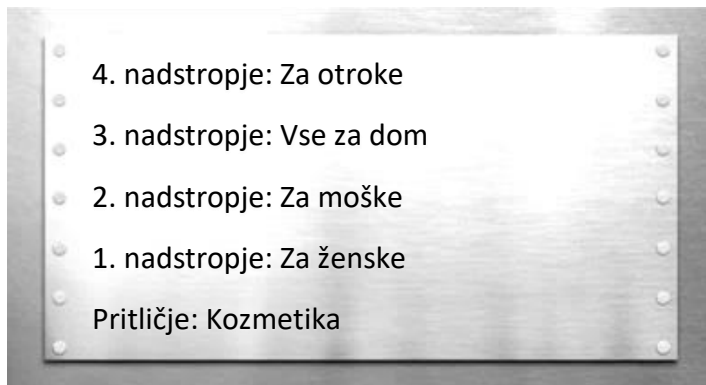 4. nadstropje: Za otroke
3. nadstropje: Vse za dom
2. nadstropje: Za moške
1. nadstropje: Za ženske
Pritličje: Kozmetika